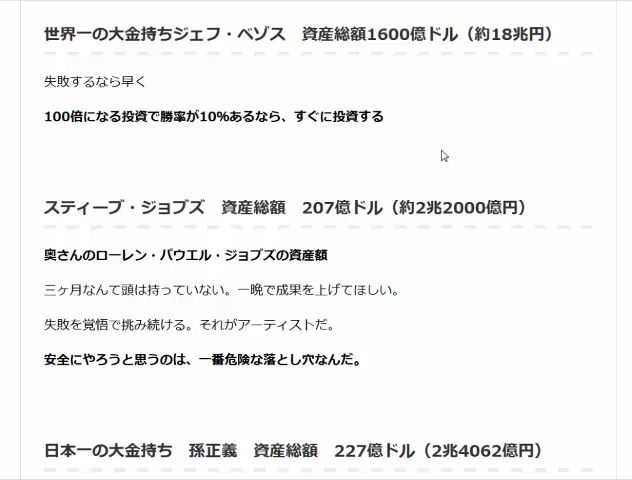 世界一の大金持ちジェフ・ベゾス　資産総額1600億ドル（約18兆円）
失敗するなら早く
100倍になる投資で勝率が10%あるなら、すぐに投資する
スティーブ・ジョブズ　資産総額　207億ドル（約2兆2000億円）
奥さんのローレン・パウエル・ジョブズの資産額
三ヶ月なんて頭は持っていない。一晩で成果を上げてほしい。
失敗を覚悟で挑み続ける。それがアーティストだ。
安全にやろうと思うのは、一番危険な落とし穴なんだ。
日本一の大金持ち　孫正義　資産総額　227億ドル（2兆4062億円）